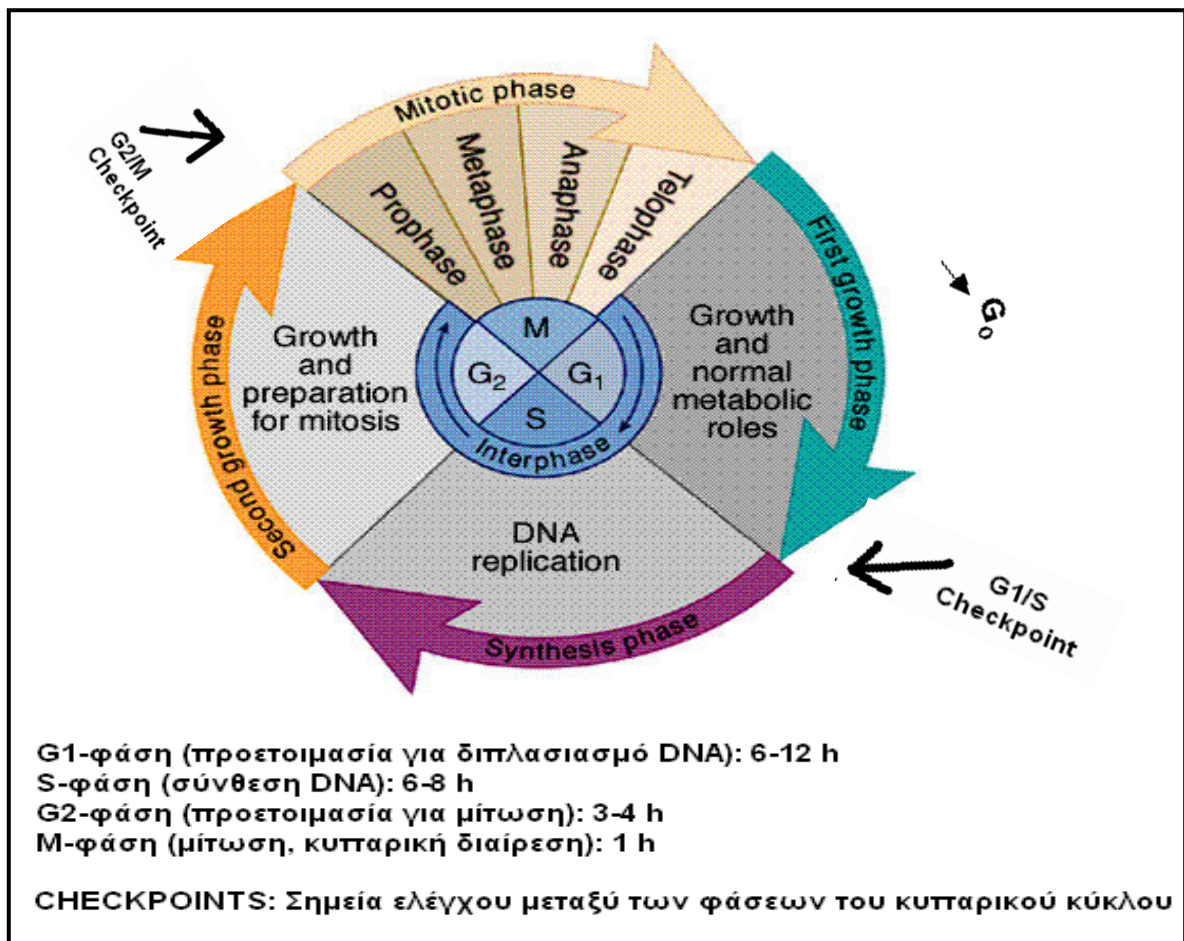 Mitotic phase
G2/M
Checkpoint
Prophase
Metaphase
Anaphase
Telophase
First growth phase
G₀
Second growth phase
Growth
and
preparation
for mitosis
M
G₂
G₁
S
Interphase
Growth
and
normal
metabolic
roles
DNA
replication
Synthesis phase
G1/S
Checkpoint
G1-φάση (προετοιμασία για διπλασιασμό DNA): 6-12 h
S-φάση (σύνθεση DNA): 6-8 h
G2-φάση (προετοιμασία για μίτωση): 3-4 h
M-φάση (μίτωση, κυτταρική διαίρεση): 1 h
CHECKPOINTS: Σημεία ελέγχου μεταξύ των φάσεων του κυτταρικού κύκλου